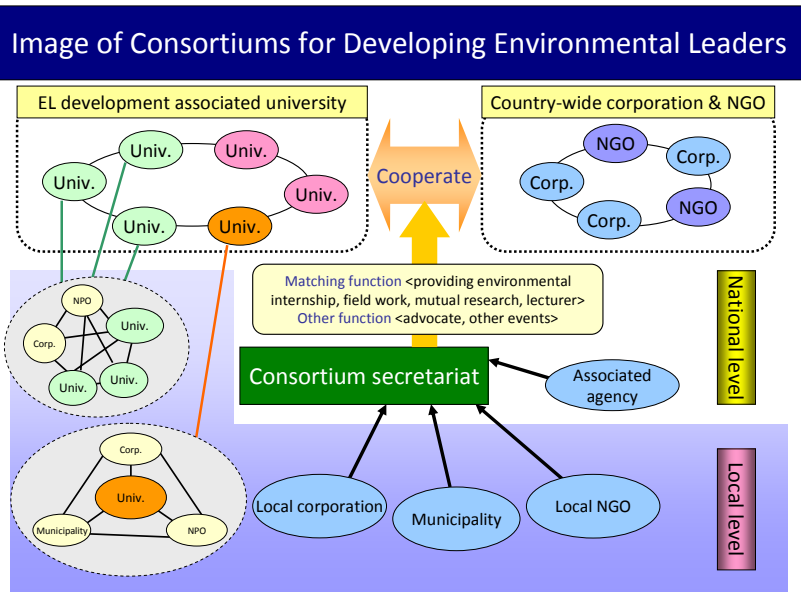 Image of Consortiums for Developing Environmental Leaders
EL development associated university
Country-wide corporation & NGO
Univ.
Univ.
Univ.
Univ.
Univ.
Univ.
Cooperate
NGO
Corp.
Corp.
NGO
Corp.
Matching function <providing environmental
internship, field work, mutual research, lecturer>
Other function <advocate, other events>
National level
NPO
Univ.
Corp.
Univ.
Univ.
Consortium secretariat
Associated
agency
Corp.
Univ.
Municipality
NPO
Local corporation
Municipality
Local NGO
Local level